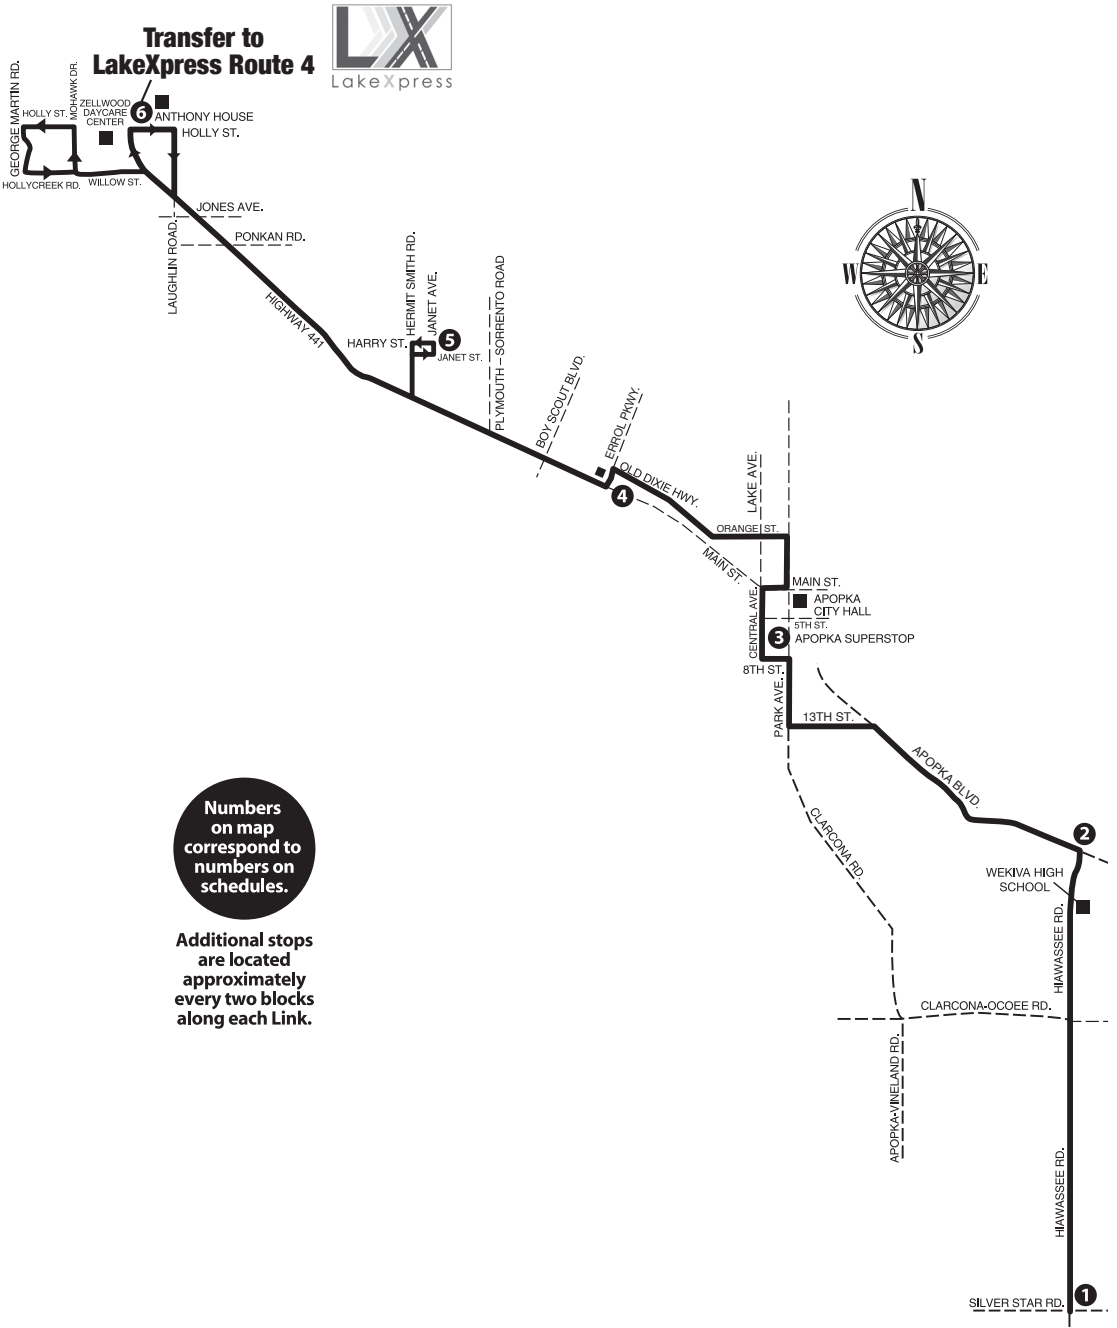 Transfer to
LakeXpress Route 4
LX
LakeXpress
GEORGE MARTIN RD.
HOLLY ST.
MOHAWK DR.
ZELLWOOD
DAYCARE
CENTER
6
ANTHONY HOUSE
HOLLY ST.
HOLLYCREEK RD.
WILLOW ST.
JONES AVE.
PONKAN RD.
LAUGHLIN ROAD.
HIGHWAY 441
N
W
E
S
HARRY ST.
HERMIT SMITH RD.
JANET AVE.
5
JANET ST.
PLYMOUTH – SORRENTO ROAD
BOY SCOUT BLVD.
ERROL PKWY.
4
OLD DIXIE HWY.
LAKE AVE.
ORANGE ST.
MAIN ST.
MAIN ST.
APOPKA
CITY HALL
CENTRAL AVE.
5TH ST.
3
APOPKA SUPERSTOP
8TH ST.
PARK AVE.
13TH ST.
APOPKA BLVD.
CLARCONA RD.
2
WEKIVA HIGH
SCHOOL
HIAWASSEE RD.
CLARCONA-OCOEE RD.
APOPKA-VINELAND RD.
HIAWASSEE RD.
SILVER STAR RD.
1
Numbers
on map
correspond to
numbers on
schedules.
Additional stops
are located
approximately
every two blocks
along each Link.